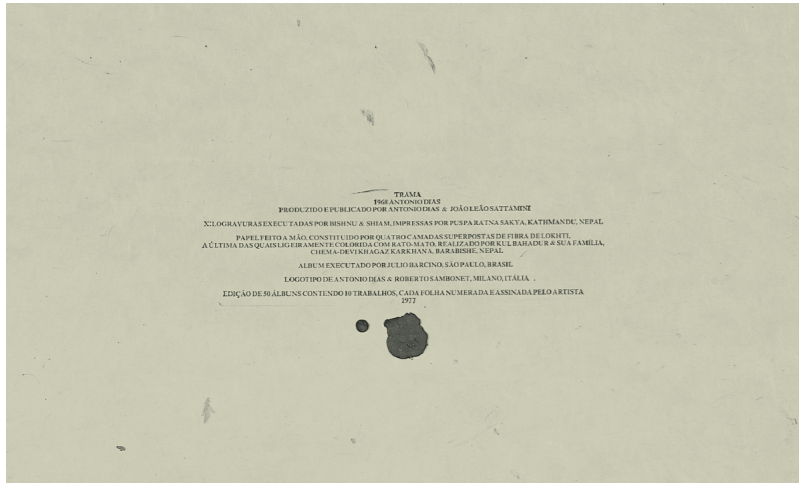 TRAMA
1968 ANTONIO DIAS
PRODUZIDO E PUBLICADO POR ANTONIO DIAS & JOÃO LEÃO SATTAMINI
XILOGRAVURAS EXECUTADAS POR BISHNU & SHIAM, IMPRESSAS POR PUSPA RATNA SAKYA, KATHMANDU, NEPAL
PAPEL FEITO A MÃO, CONSTITUIDO POR QUATRO CAMADAS SUPERPOSTAS DE FIBRA DE LOKHTI,
A ÚLTIMA DAS QUAIS LIGEIRAMENTE COLORIDA COM RATO-MATO, REALIZADO POR KUL BAHADUR & SUA FAMÍLIA,
CHEMA-DEVI KHAGAZ KARKHANA, BARABISHE, NEPAL
ALBUM EXECUTADO POR JULIO BARCINO, SÃO PAULO, BRASIL
LOGOTIPO DE ANTONIO DIAS & ROBERTO SAMBONET, MILANO, ITÁLIA
EDIÇÃO DE 50 ÁLBUNS CONTENDO 10 TRABALHOS, CADA FOLHA NUMERADA E ASSINADA PELO ARTISTA
1977